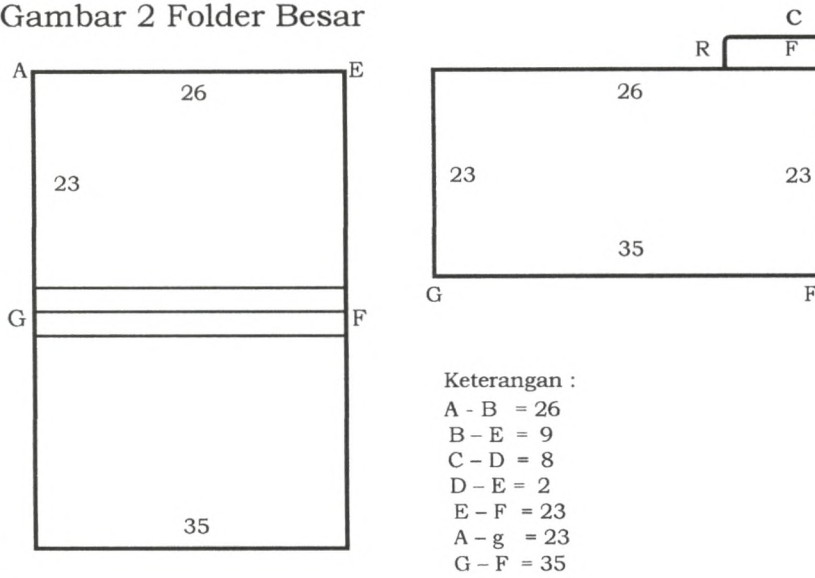 Gambar 2 Folder Besar
A
E
26
23
G
F
35
C
R
F
26
23
23
35
G
F
Keterangan :
A - B = 26
B – E = 9
C – D = 8
D – E = 2
E – F = 23
A – g = 23
G – F = 35